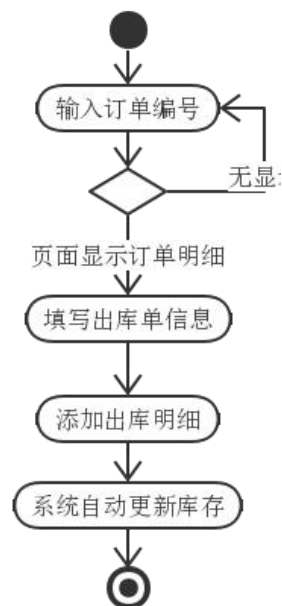 输入订单编号
无显
页面显示订单明细
填写出库单信息
添加出库明细
系统自动更新库存